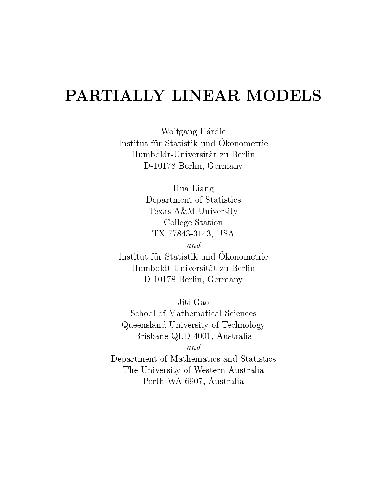 PARTIALLY LINEAR MODELS
Wolfgang Härdle
Institut für Statistik und Ökonometrie
Humboldt-Universität zu Berlin
D-10178 Berlin, Germany
Hua Liang
Department of Statistics
Texas A&M University
College Station
TX 77843-3143, USA
and
Institut für Statistik und Ökonometrie
Humboldt-Universität zu Berlin
D-10178 Berlin, Germany
Jiti Gao
School of Mathematical Sciences
Queensland University of Technology
Brisbane QLD 4001, Australia
and
Department of Mathematics and Statistics
The University of Western Australia
Perth WA 6907, Australia